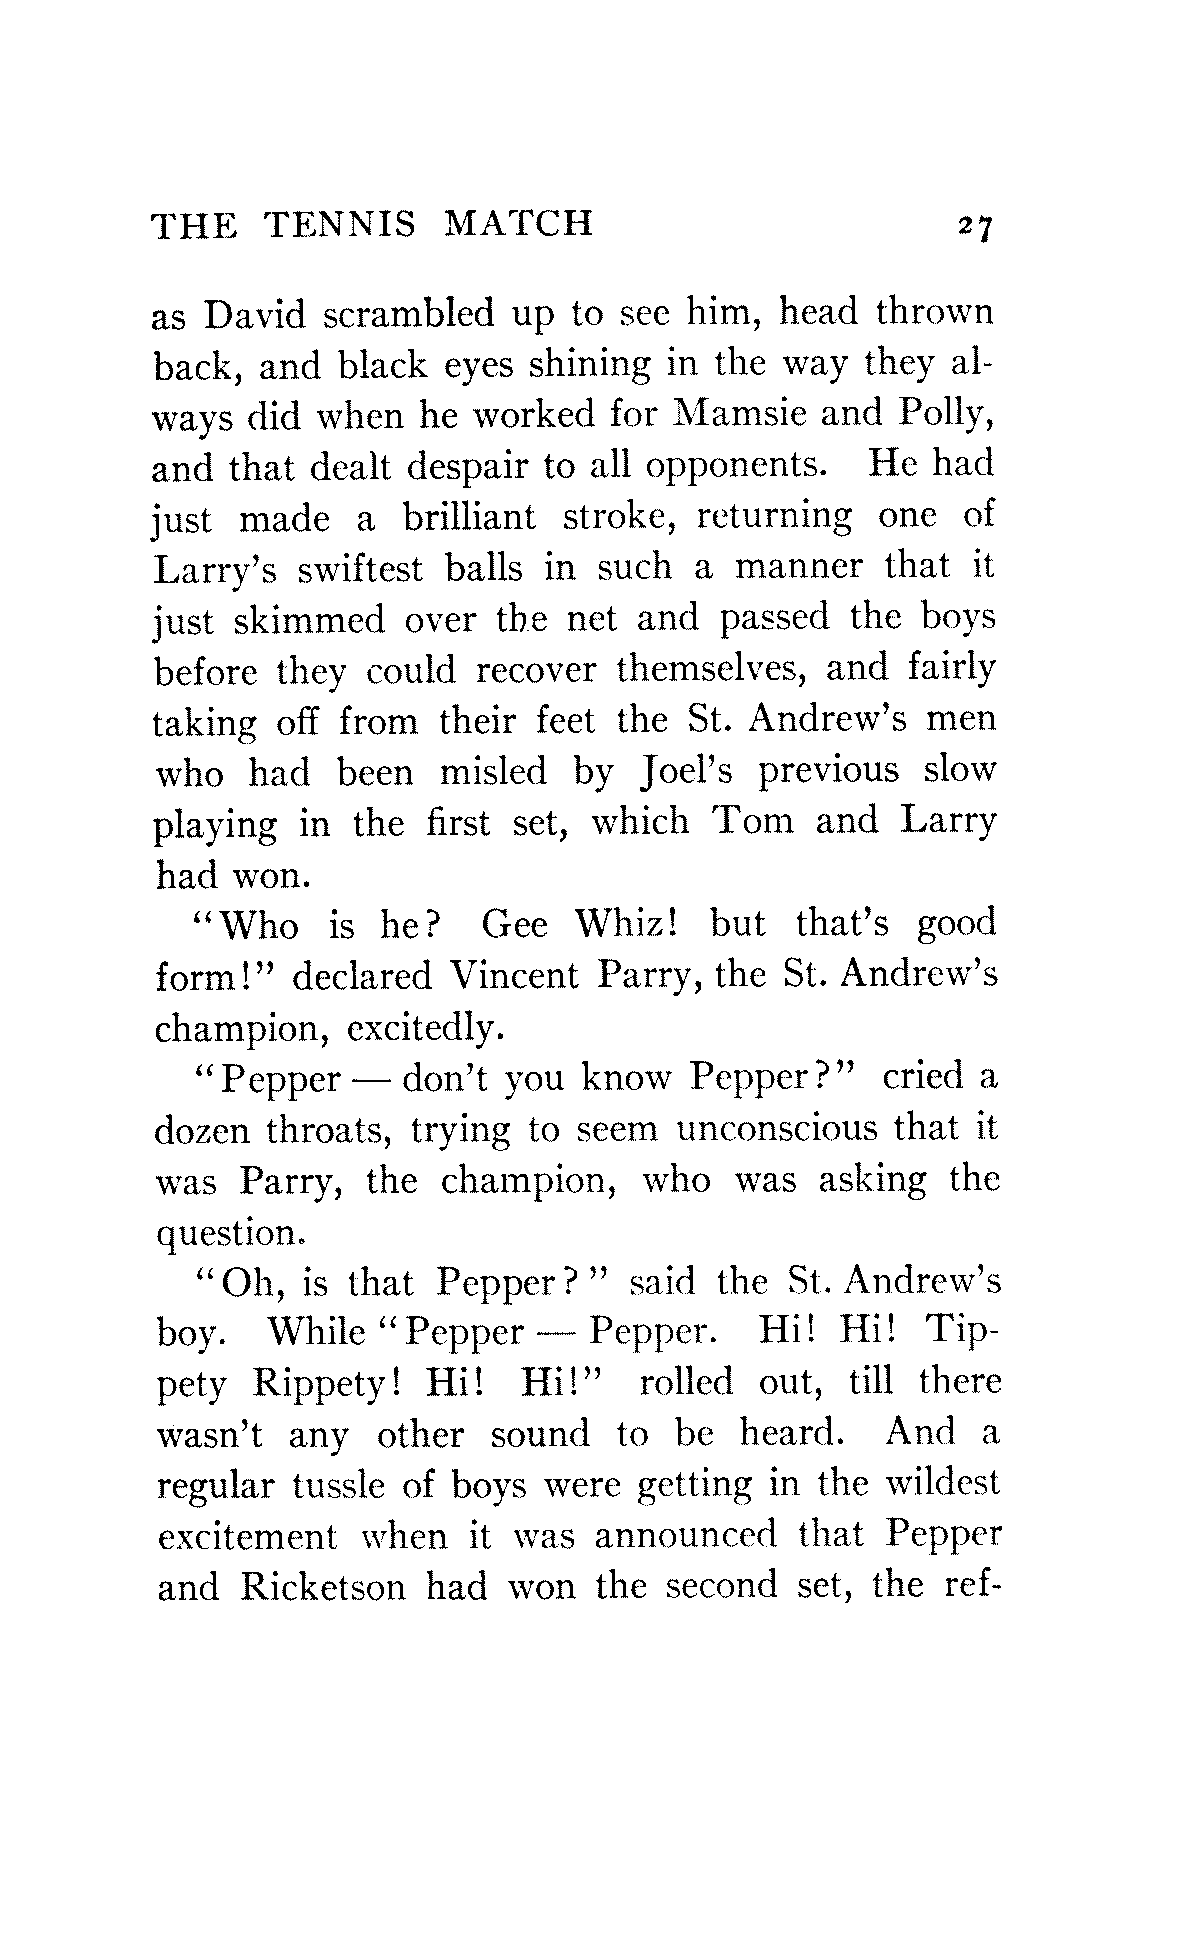 THE TENNIS MATCH 27
as David scrambled up to see him, head thrown
back, and black eyes shining in the way they al-
ways did when he worked for Mamsie and Polly,
and that dealt despair to all opponents. He had
just made a brilliant stroke, returning one of
Larry's swiftest balls in such a manner that it
just skimmed over the net and passed the boys
before they could recover themselves, and fairly
taking off from their feet the St. Andrew's men
who had been misled by Joel's previous slow
playing in the first set, which Tom and Larry
had won.
"Who is he? Gee Whiz! but that's good
form!" declared Vincent Parry, the St. Andrew's
champion, excitedly.
"Pepper — don't you know Pepper?" cried a
dozen throats, trying to seem unconscious that it
was Parry, the champion, who was asking the
question.
"Oh, is that Pepper?" said the St. Andrew's
boy. While "Pepper — Pepper. Hi! Hi! Tip-
pety Rippety! Hi! Hi!" rolled out, till there
wasn't any other sound to be heard. And a
regular tussle of boys were getting in the wildest
excitement when it was announced that Pepper
and Ricketson had won the second set, the ref-